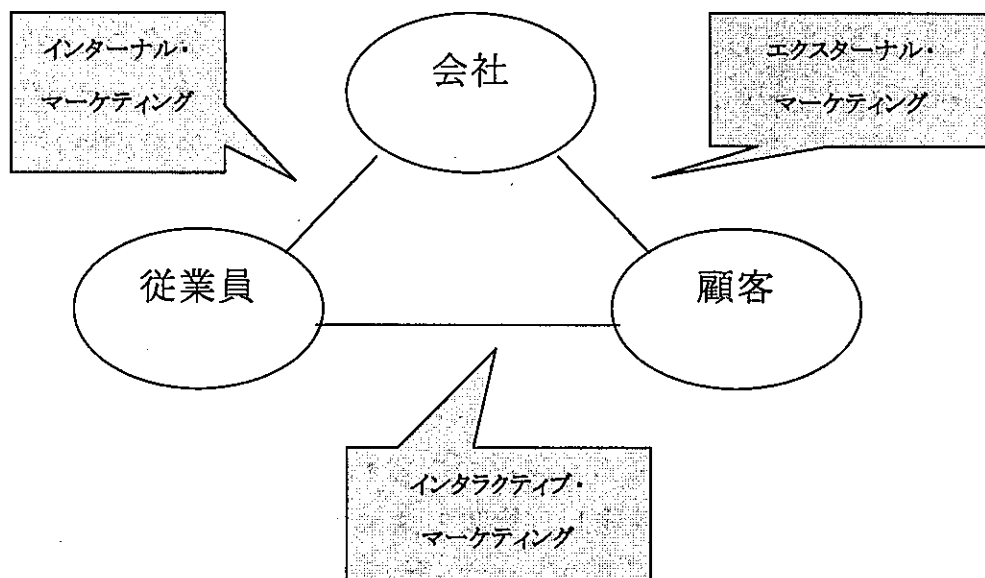 インターナル・
マーケティング
会社
エクスターナル・
マーケティング
従業員
顧客
インタラクティブ・
マーケティング